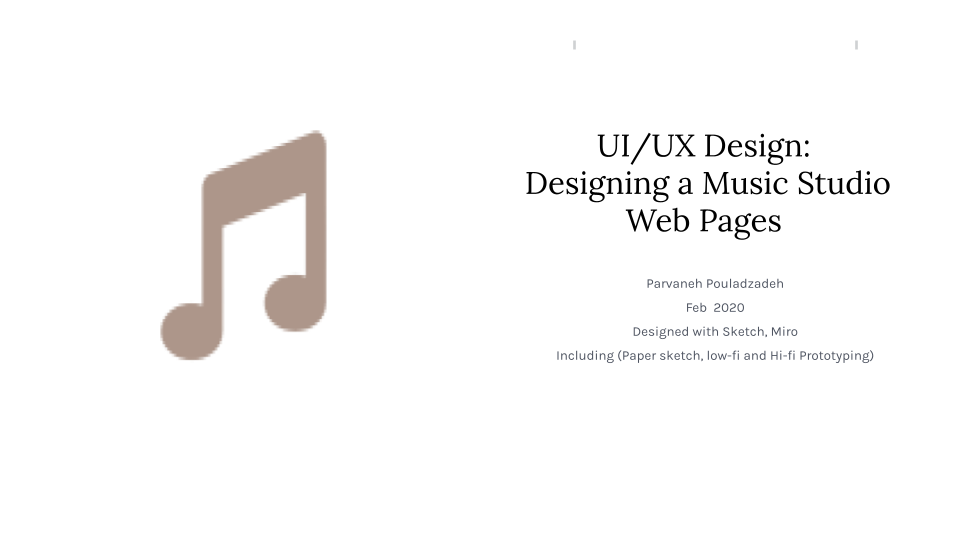 UI/UX Design:
Designing a Music Studio
Web Pages
Parvaneh Pouladzadeh
Feb  2020
Designed with Sketch, Miro
Including (Paper sketch, low-fi and Hi-fi Prototyping)